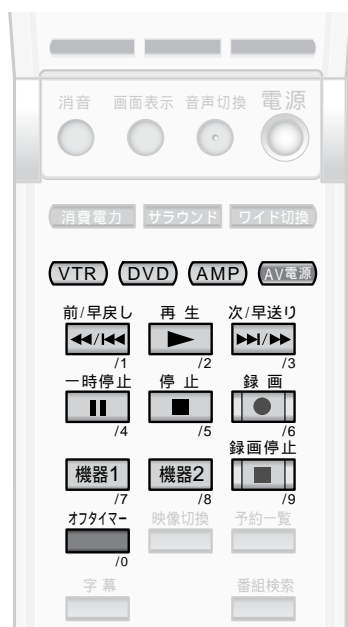 消音 画面表示 音声切換 電源
消費電力 サラウンド ワイド切換
VTR DVD AMP AV電源
前/早戻し 再生 次/早送り
/1 /2 /3
一時停止 停止 録画
/4 /5 /6
録画停止
機器1 機器2
/7 /8 /9
オフタイマー 映像切換 予約一覧
/0
字幕 番組検索